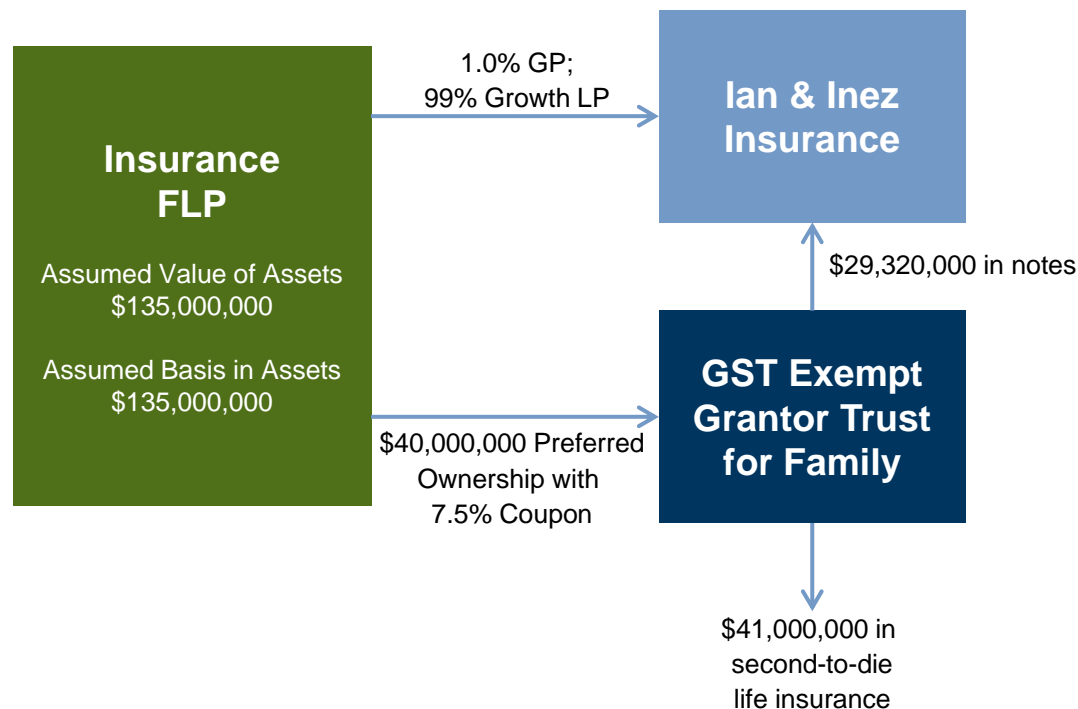 Insurance
FLP
Assumed Value of Assets
$135,000,000
Assumed Basis in Assets
$135,000,000
1.0% GP;
99% Growth LP
Ian & Inez
Insurance
$29,320,000 in notes
$40,000,000 Preferred
Ownership with
7.5% Coupon
GST Exempt
Grantor Trust
for Family
$41,000,000 in
second-to-die
life insurance